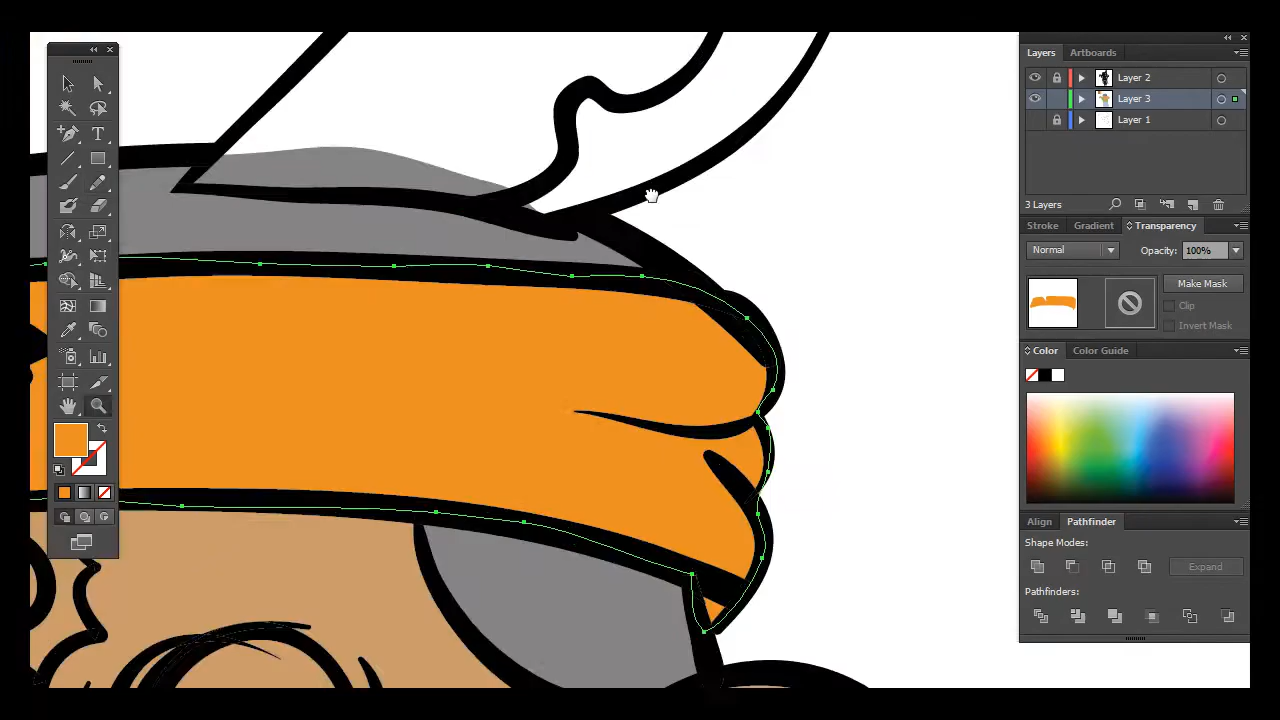 Layers Artboards
Layer 2
Layer 3
Layer 1
3 Layers
Stroke Gradient Transparency
Normal Opacity: 100%
Make Mask
Clip
Invert Mask
Color Color Guide
Align Pathfinder
Shape Modes:
Expand
Pathfinders:
T